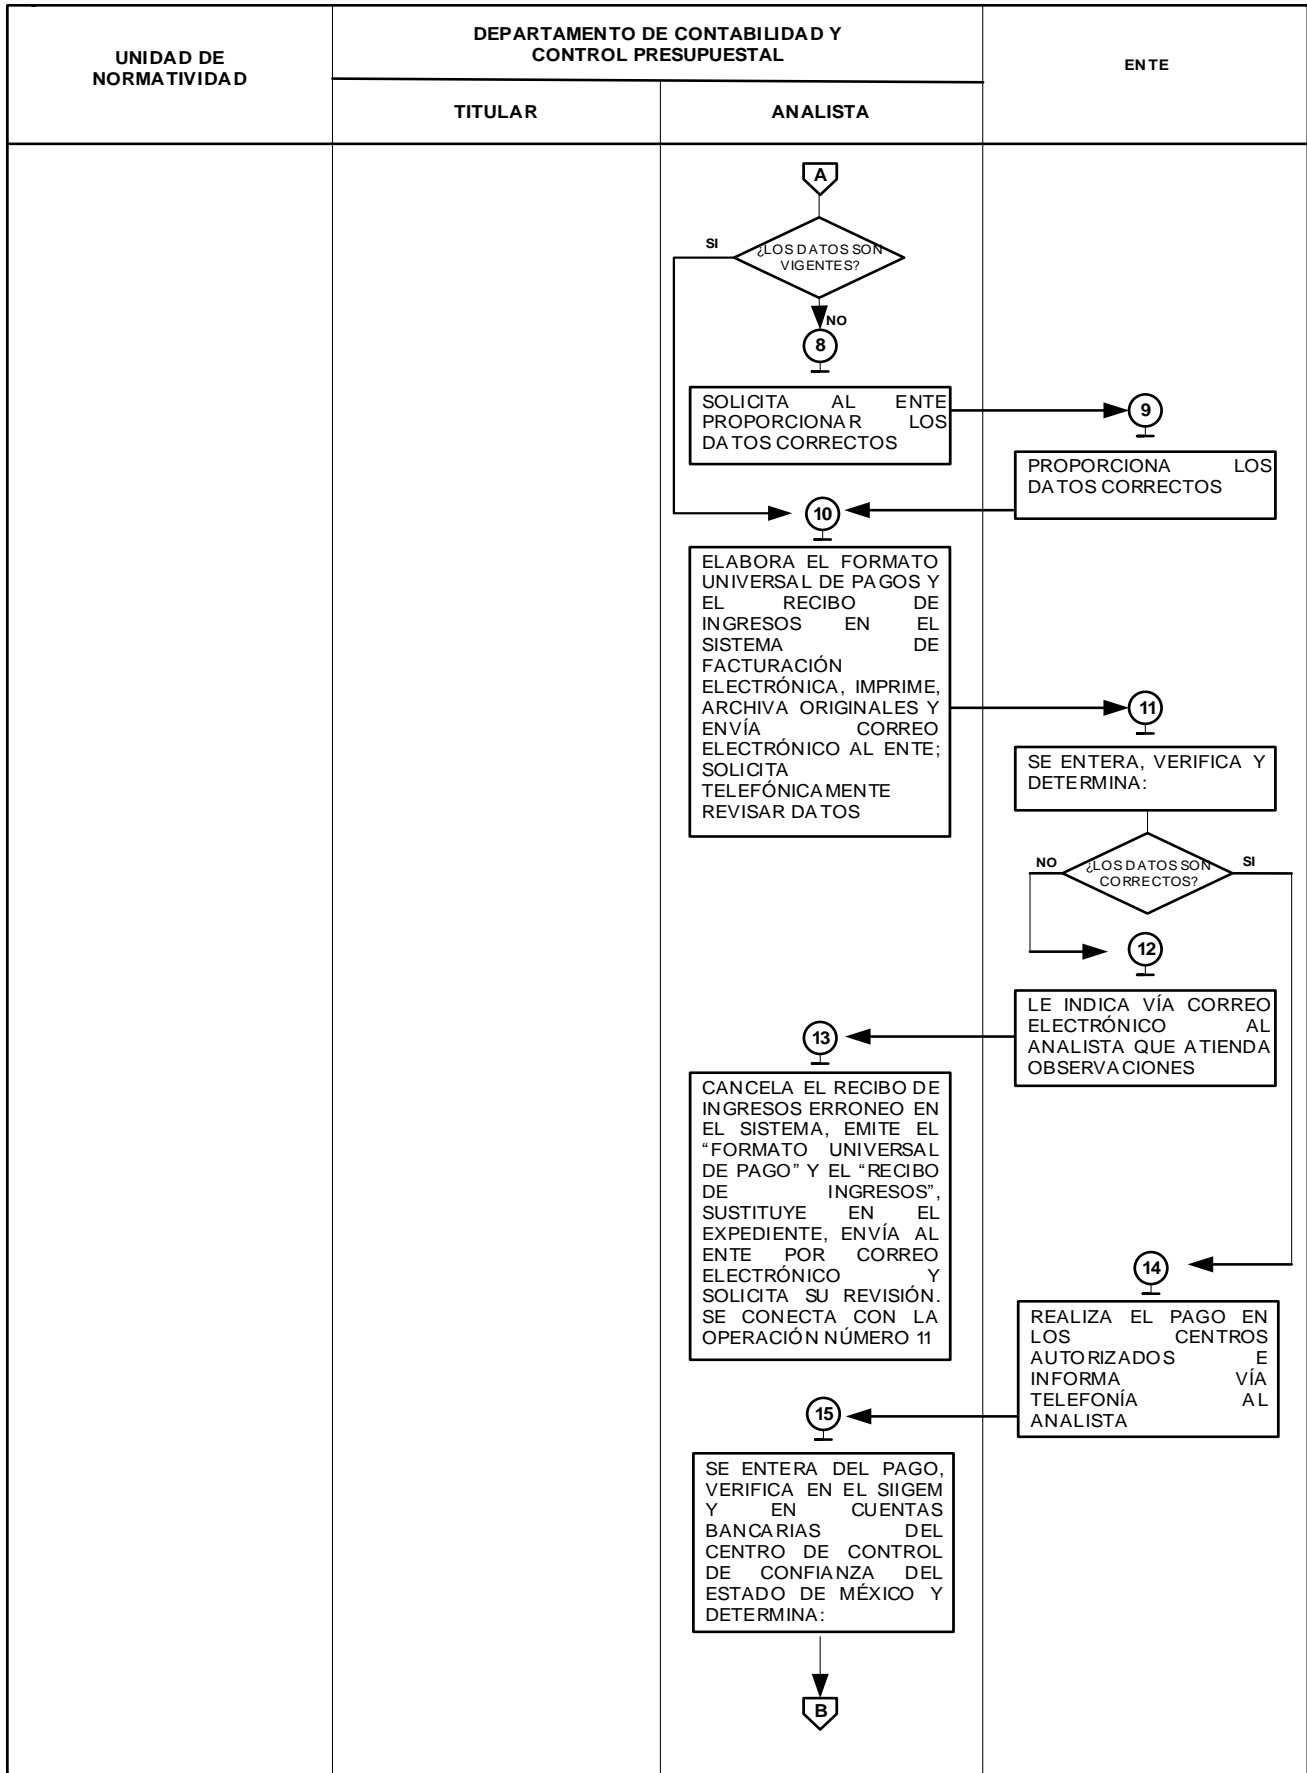 UNIDAD DE
NORMATIVIDAD
DEPARTAMENTO DE CONTABILIDAD Y
CONTROL PRESUPUESTAL
ENTE
TITULAR
ANALISTA
A
SI
¿LOS DATOS SON
VIGENTES?
NO
8
SOLICITA AL ENTE
PROPORCIONAR LOS
DATOS CORRECTOS
9
PROPORCIONA LOS
DATOS CORRECTOS
10
ELABORA EL FORMATO
UNIVERSAL DE PAGOS Y
EL RECIBO DE
INGRESOS EN EL
SISTEMA DE
FACTURACIÓN
ELECTRÓNICA, IMPRIME,
ARCHIVA ORIGINALES Y
ENVÍA CORREO
ELECTRÓNICO AL ENTE;
SOLICITA
TELEFÓNICAMENTE
REVISAR DATOS
11
SE ENTERA, VERIFICA Y
DETERMINA:
NO
¿LOS DATOS SON
CORRECTOS?
SI
12
LE INDICA VÍA CORREO
ELECTRÓNICO AL
ANALISTA QUE ATIENDA
OBSERVACIONES
13
CANCELA EL RECIBO DE
INGRESOS ERRONEO EN
EL SISTEMA, EMITE EL
“FORMATO UNIVERSAL
DE PAGO” Y EL “RECIBO
DE INGRESOS”,
SUSTITUYE EN EL
EXPEDIENTE, ENVÍA AL
ENTE POR CORREO
ELECTRÓNICO Y
SOLICITA SU REVISIÓN.
SE CONECTA CON LA
OPERACIÓN NÚMERO 11
14
REALIZA EL PAGO EN
LOS CENTROS
AUTORIZADOS E
INFORMA VÍA
TELEFONÍA AL
ANALISTA
15
SE ENTERA DEL PAGO,
VERIFICA EN EL SIIGEM
Y EN CUENTAS
BANCARIAS DEL
CENTRO DE CONTROL
DE CONFIANZA DEL
ESTADO DE MÉXICO Y
DETERMINA:
B